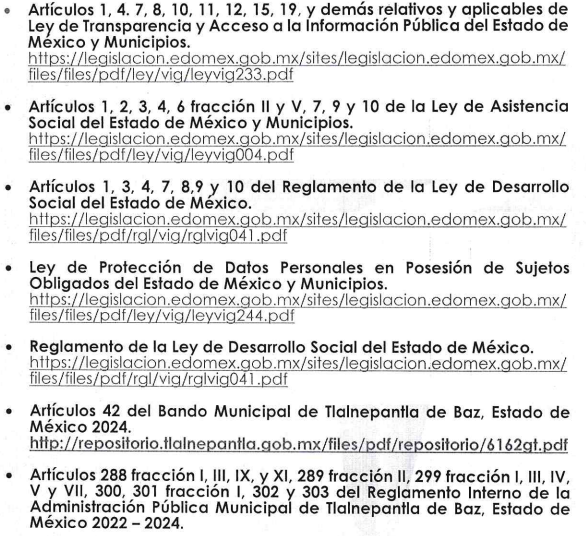 • Artículos 1, 4. 7, 8, 10, 11, 12, 15, 19, y demás relativos y aplicables de
Ley de Transparencia y Acceso a la Información Pública del Estado de
México y Municipios.
https://legislacion.edomex.gob.mx/sites/legislacion.edomex.gob.mx/
files/files/pdf/ley/vig/leyvig233.pdf
• Artículos 1, 2, 3, 4, 6 fracción II y V, 7, 9 y 10 de la Ley de Asistencia
Social del Estado de México y Municipios.
https://legislacion.edomex.gob.mx/sites/legislacion.edomex.gob.mx/
files/files/pdf/ley/vig/leyvig004.pdf
• Artículos 1, 3, 4, 7, 8,9 y 10 del Reglamento de la Ley de Desarrollo
Social del Estado de México.
https://legislacion.edomex.gob.mx/sites/legislacion.edomex.gob.mx/
files/files/pdf/rgl/vig/rglvig041.pdf
• Ley de Protección de Datos Personales en Posesión de Sujetos
Obligados del Estado de México y Municipios.
https://legislacion.edomex.gob.mx/sites/legislacion.edomex.gob.mx/
files/files/pdf/ley/vig/leyvig244.pdf
• Reglamento de la Ley de Desarrollo Social del Estado de México.
https://legislacion.edomex.gob.mx/sites/legislacion.edomex.gob.mx/
files/files/pdf/rgl/vig/rglvig041.pdf
• Artículos 42 del Bando Municipal de Tlalnepantla de Baz, Estado de
México 2024.
http://repositorio.tlalnepantla.gob.mx/files/pdf/repositorio/6162gt.pdf
• Artículos 288 fracción I, III, IX, y XI, 289 fracción II, 299 fracción I, III, IV,
V y VII, 300, 301 fracción I, 302 y 303 del Reglamento Interno de la
Administración Pública Municipal de Tlalnepantla de Baz, Estado de
México 2022 – 2024.